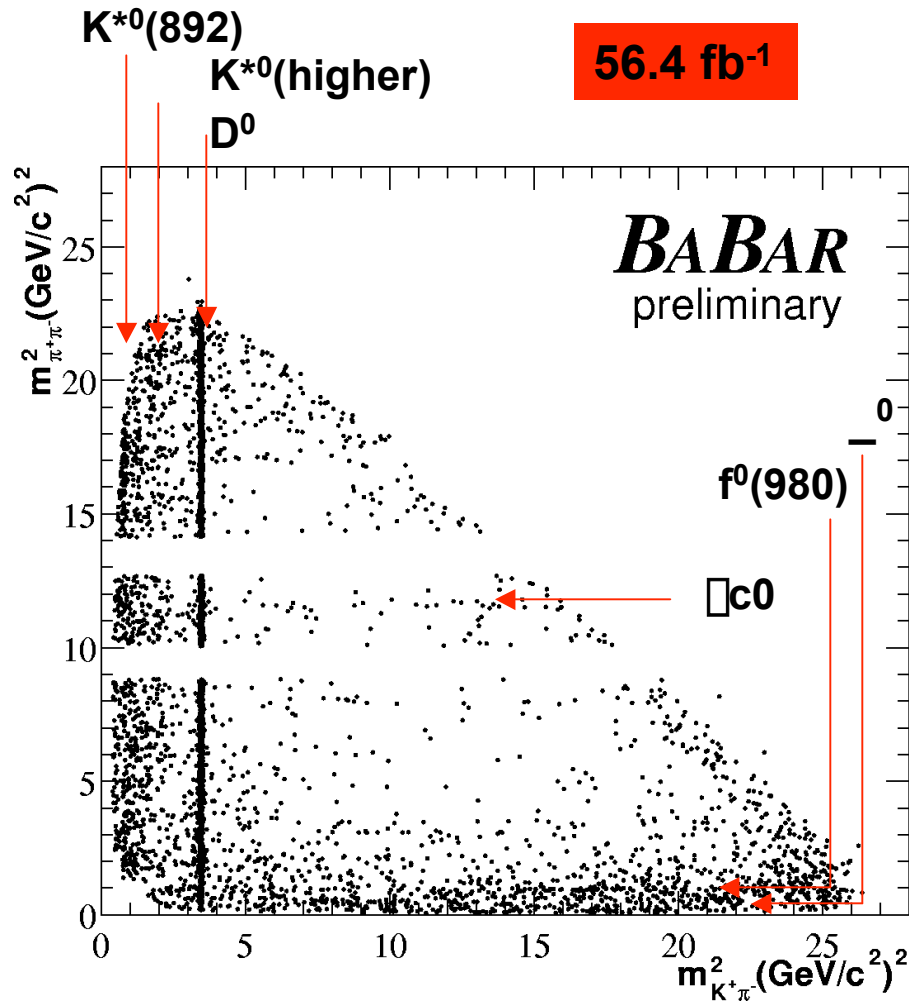 K*⁰(892)
K*⁰(higher)
D⁰
56.4 fb⁻¹
BABAR
preliminary
m²π⁺π⁻(GeV/c²)²
25
20
15
10
5
0
0
f⁰(980)
c0
0 5 10 15 20 25
m²K⁺π⁻(GeV/c²)²